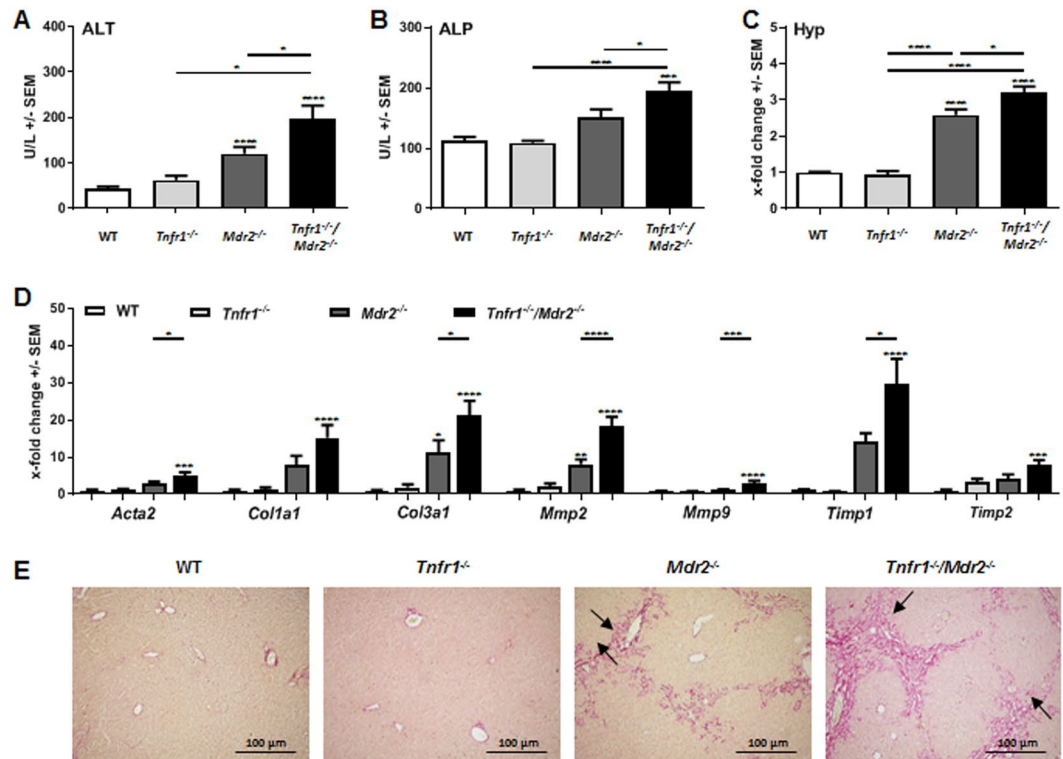 A
ALT
400
300
200
100
0
U/L +/- SEM
*
*
****
****
WT
Tnfr1-/-
Mdr2-/-
Tnfr1-/-/
Mdr2-/-
B
ALP
300
200
100
0
U/L +/- SEM
*
****
***
WT
Tnfr1-/-
Mdr2-/-
Tnfr1-/-/
Mdr2-/-
C
Hyp
5
4
3
2
1
0
x-fold change +/- SEM
**** *
****
****
****
WT
Tnfr1-/-
Mdr2-/-
Tnfr1-/-/
Mdr2-/-
D
WT Tnfr1-/- Mdr2-/- Tnfr1-/-/Mdr2-/-
50
40
30
20
10
0
x-fold change +/- SEM
* * **** *** *
*** **** * **** ** **** **** **** ***
Acta2 Col1a1 Col3a1 Mmp2 Mmp9 Timp1 Timp2
E
WT Tnfr1-/- Mdr2-/- Tnfr1-/-/Mdr2-/-
100 µm 100 µm 100 µm 100 µm